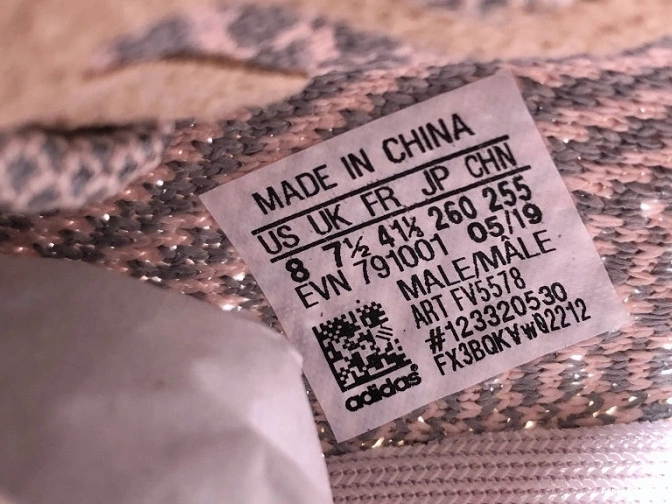 MADE IN CHINA
US UK FR JP CHN
8 7½ 41⅓ 260 255
EVN 791001 05/19
MALE/MÂLE
ART FV5578
#123320530
FX3BQKVw02212
adidas®